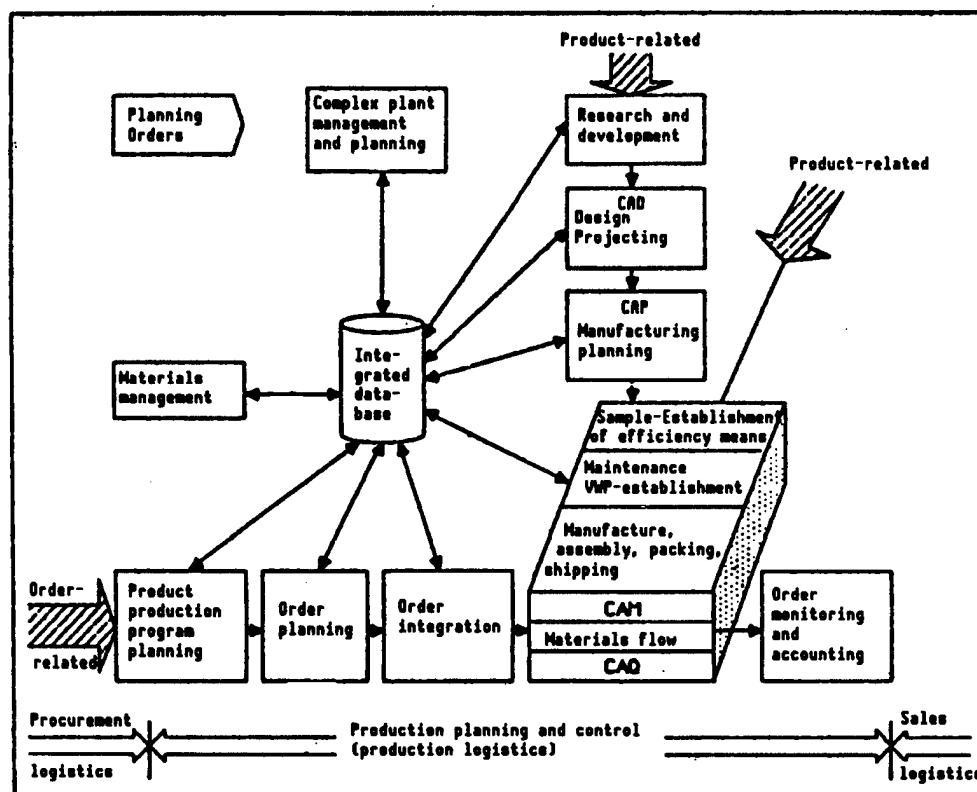 Product-related
Planning
Orders
Complex plant
management
and planning
Research and
development
Product-related
CAD
Design
Projecting
CAP
Manufacturing
planning
Inte-
grated
data-
base
Materials
management
Sample-Establishment
of efficiency means
Maintenance
VWP-establishment
Manufacture,
assembly, packing,
shipping
Order-
related
Product
production
program
planning
Order
planning
Order
integration
CAM
Materials flow
CAQ
Order
monitoring
and
accounting
Procurement
logistics
Production planning and control
(production logistics)
Sales
logistics